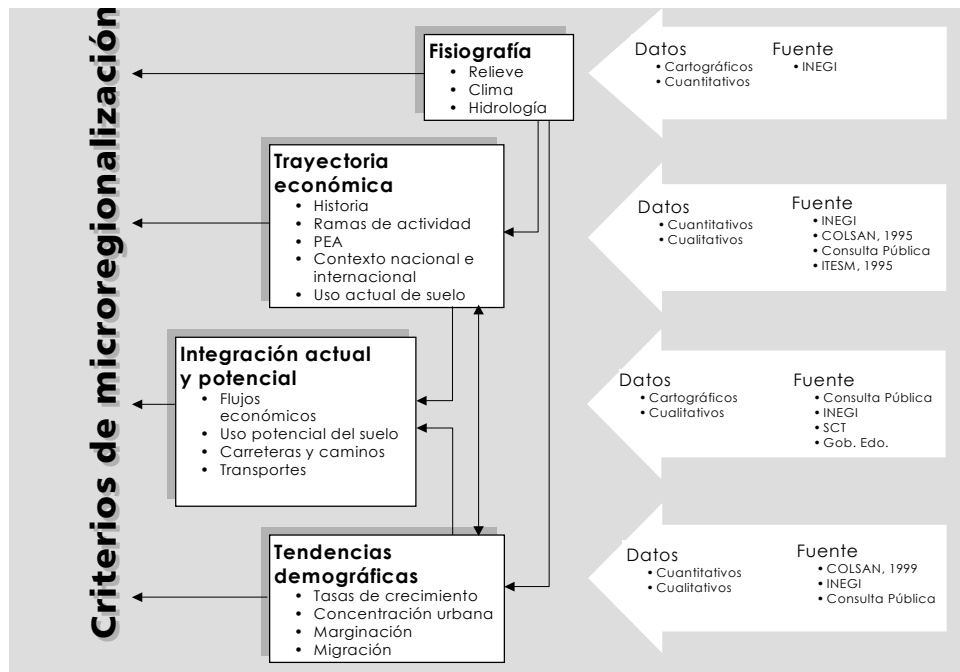 Criterios de microregionalización
Fisiografía
• Relieve
• Clima
• Hidrología
Datos
• Cartográficos
• Cuantitativos
Fuente
• INEGI
Trayectoria
económica
• Historia
• Ramas de actividad
• PEA
• Contexto nacional e
internacional
• Uso actual de suelo
Datos
• Cuantitativos
• Cualitativos
Fuente
• INEGI
• COLSAN, 1995
• Consulta Pública
• ITESM, 1995
Integración actual
y potencial
• Flujos
económicos
• Uso potencial del suelo
• Carreteras y caminos
• Transportes
Datos
• Cartográficos
• Cualitativos
Fuente
• Consulta Pública
• INEGI
• SCT
• Gob. Edo.
Tendencias
demográficas
• Tasas de crecimiento
• Concentración urbana
• Marginación
• Migración
Datos
• Cuantitativos
• Cualitativos
Fuente
• COLSAN, 1999
• INEGI
• Consulta Pública